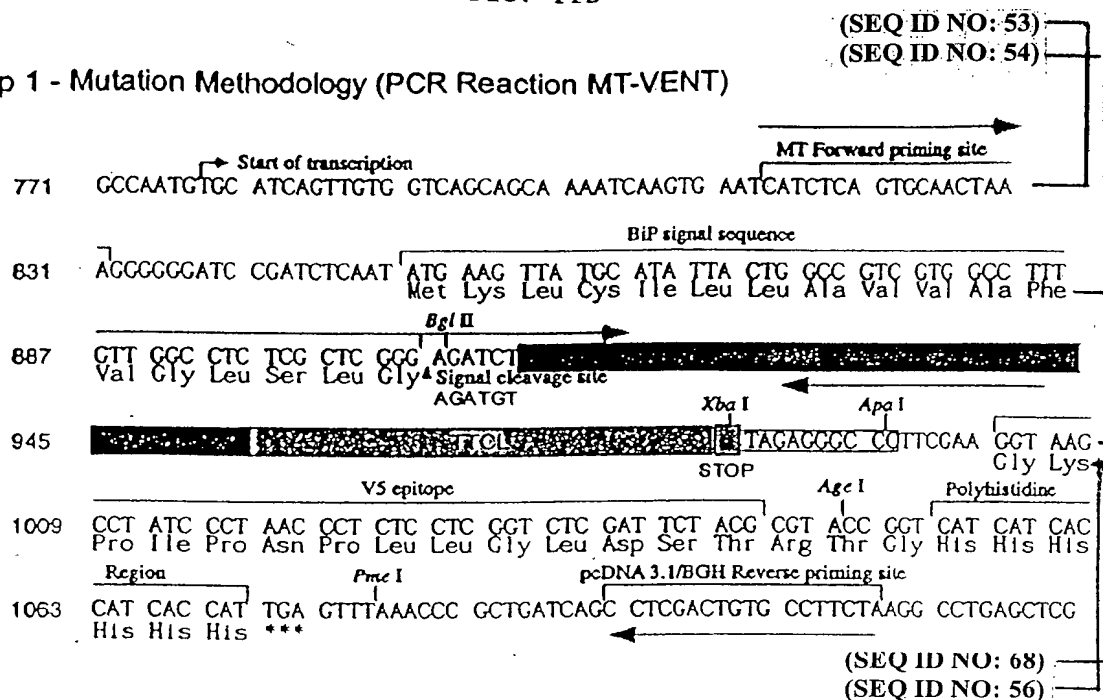 (SEQ ID NO: 53)
(SEQ ID NO: 54)
p 1 - Mutation Methodology (PCR Reaction MT-VENT)
Start of transcription
MT Forward priming site
771 GCCAATGTGC ATCAGTTGTG GTCAGCAGCA AAATCAAGTG AATCATCTCA GTGCAACTAA
BiP signal sequence
831 AGGGGGGATC CGATCTCAAT ATG AAG TTA TGC ATA TTA CTG GCC GTC GTG GCC TTT
Met Lys Leu Cys Ile Leu Leu Ala Val Val Ala Phe
Bgl II
887 GTT GGC CTC TCG CTC GGG AGATCT
Val Gly Leu Ser Leu Gly Signal cleavage site
AGATGT
Xba I Apa I
945 TAGAGGGC CCTTCGAA GGT AAG
Gly Lys
STOP
V5 epitope Age I Polyhistidine
1009 CCT ATC CCT AAC CCT CTC CTC GGT CTC GAT TCT ACG CGT ACC GGT CAT CAT CAC
Pro Ile Pro Asn Pro Leu Leu Gly Leu Asp Ser Thr Arg Thr Gly His His His
Region Pme I pcDNA 3.1/BGH Reverse priming site
1063 CAT CAC CAT TGA GTTTAAACCC GCTGATCAGC CTCGACTGTG CCTTCTAAGG CCTGAGCTCG
His His His ***
(SEQ ID NO: 68)
(SEQ ID NO: 56)